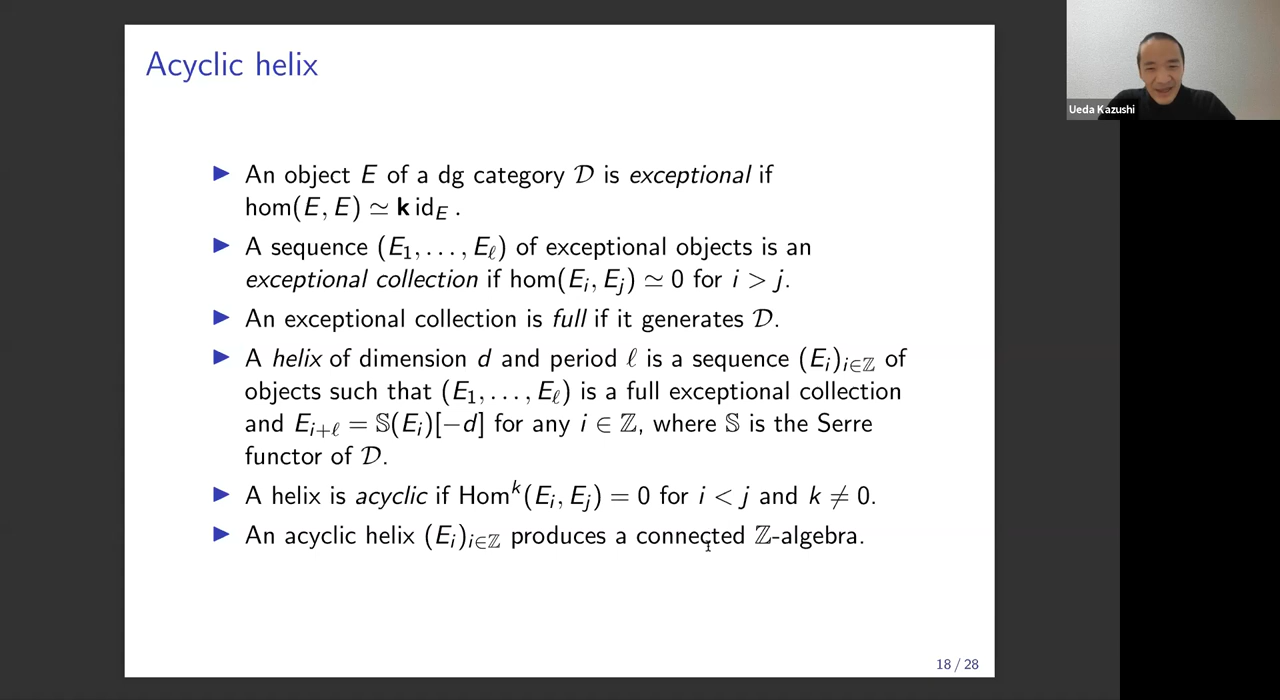 Acyclic helix
▶ An object E of a dg category 𝒟 is exceptional if
hom(E, E) ≃ 𝐤 id_E .
▶ A sequence (E_1, . . . , E_ℓ) of exceptional objects is an
exceptional collection if hom(E_i, E_j) ≃ 0 for i > j.
▶ An exceptional collection is full if it generates 𝒟.
▶ A helix of dimension d and period ℓ is a sequence (E_i)_{i∈ℤ} of
objects such that (E_1, . . . , E_ℓ) is a full exceptional collection
and E_{i+ℓ} = 𝕊(E_i)[−d] for any i ∈ ℤ, where 𝕊 is the Serre
functor of 𝒟.
▶ A helix is acyclic if Hom^k(E_i, E_j) = 0 for i < j and k ≠ 0.
▶ An acyclic helix (E_i)_{i∈ℤ} produces a connected ℤ-algebra.
18 / 28
Ueda Kazushi